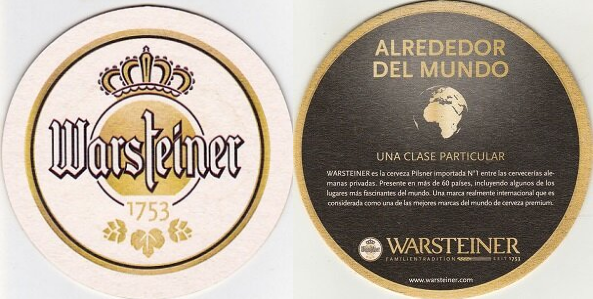 Warsteiner
1753
ALREDEDOR
DEL MUNDO
UNA CLASE PARTICULAR
WARSTEINER es la cerveza Pilsner importada N°1 entre las cervecerías ale-
manas privadas. Presente en más de 60 países, incluyendo algunos de los
lugares más fascinantes del mundo. Una marca realmente internacional que es
considerada como una de las mejores marcas del mundo de cerveza premium.
WARSTEINER
FAMILIENTRADITION SEIT 1753
www.warsteiner.com